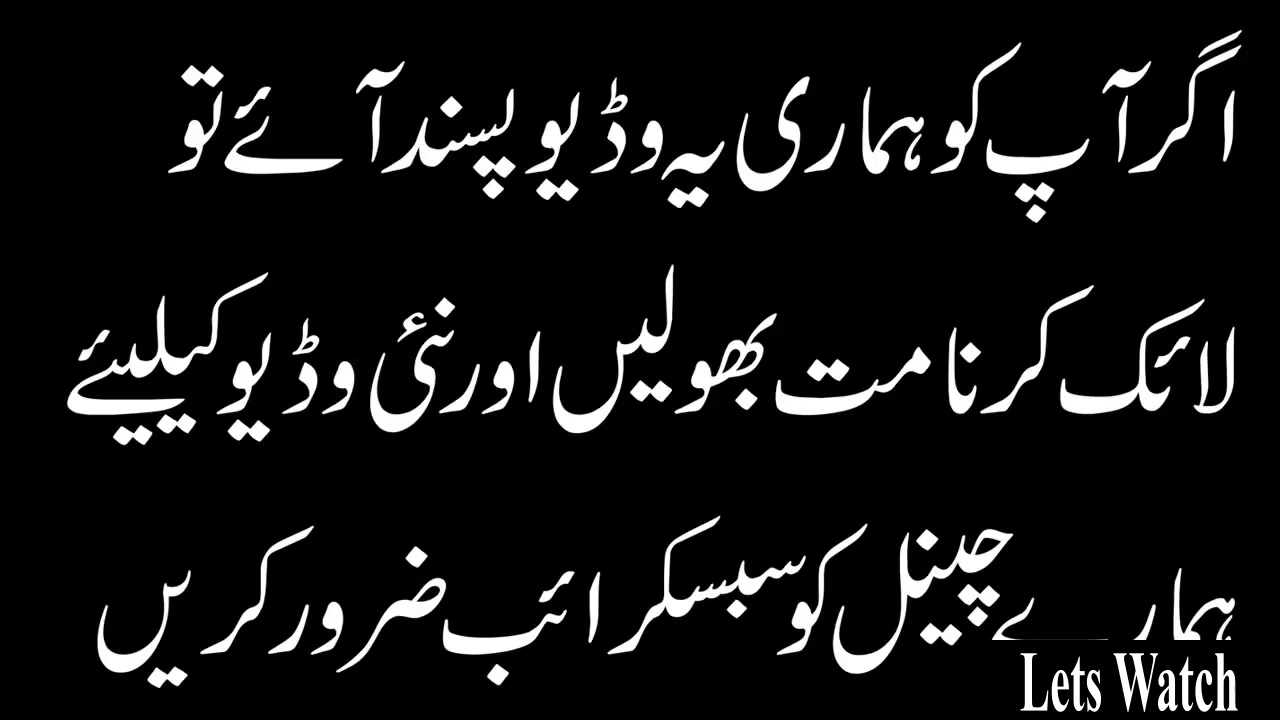 اگر آپ کو ہماری یہ وڈیو پسند آئے تو
لائک کرنا مت بھولیں اور نئی وڈیو کیلیئے
ہمارے چینل کو سبسکرائب ضرور کریں
Lets Watch